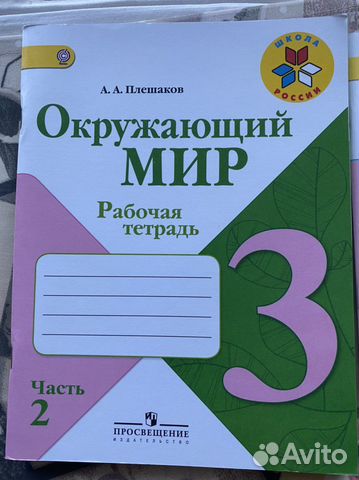 А. А. Плешаков
ШКОЛА
РОССИИ
Окружающий
МИР
Рабочая
тетрадь
3
Часть
2
ПРОСВЕЩЕНИЕ
ИЗДАТЕЛЬСТВО
Avito